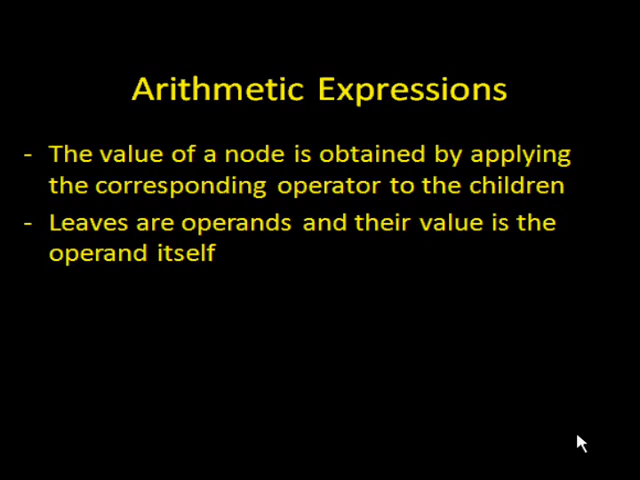 Arithmetic Expressions
- The value of a node is obtained by applying
the corresponding operator to the children
- Leaves are operands and their value is the
operand itself